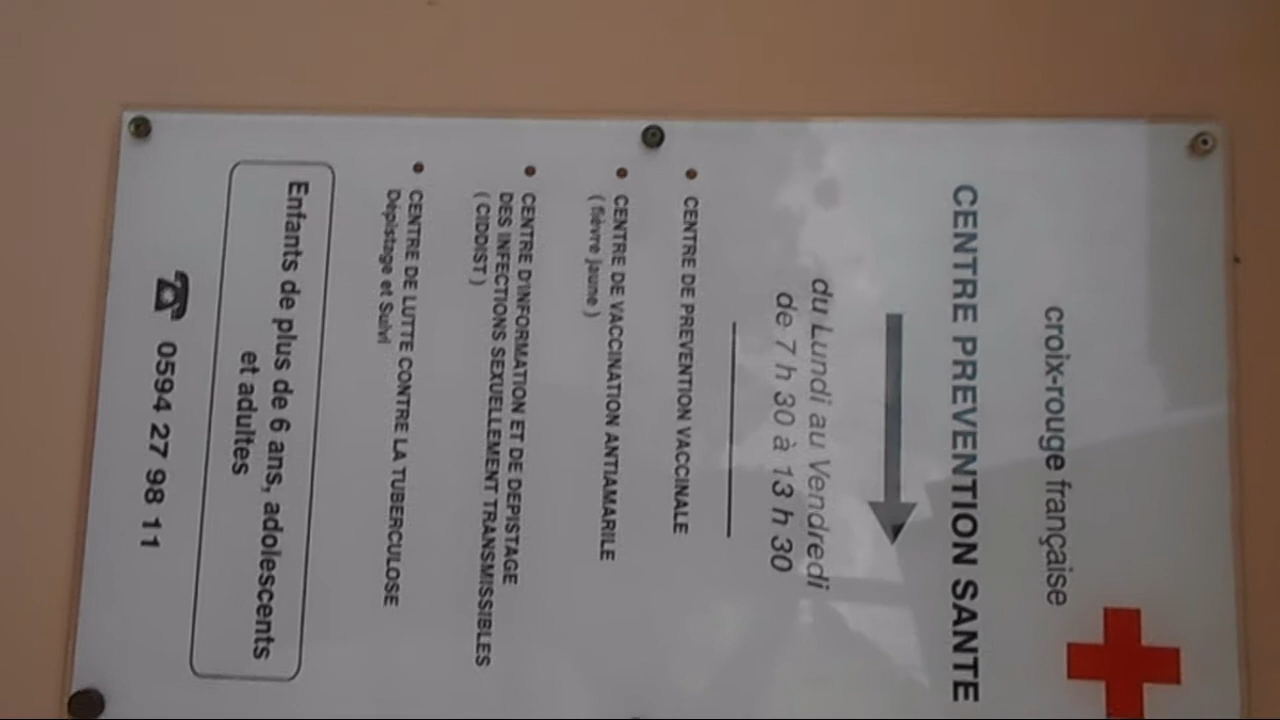 croix-rouge française
CENTRE PREVENTION SANTE
du Lundi au Vendredi
de 7 h 30 à 13 h 30
• CENTRE DE PREVENTION VACCINALE
• CENTRE DE VACCINATION ANTIAMARILE
( fièvre jaune )
• CENTRE D'INFORMATION ET DE DEPISTAGE
DES INFECTIONS SEXUELLEMENT TRANSMISSIBLES
( CIDDIST )
• CENTRE DE LUTTE CONTRE LA TUBERCULOSE
Dépistage et Suivi
Enfants de plus de 6 ans, adolescents
et adultes
☎ 0594 27 98 11